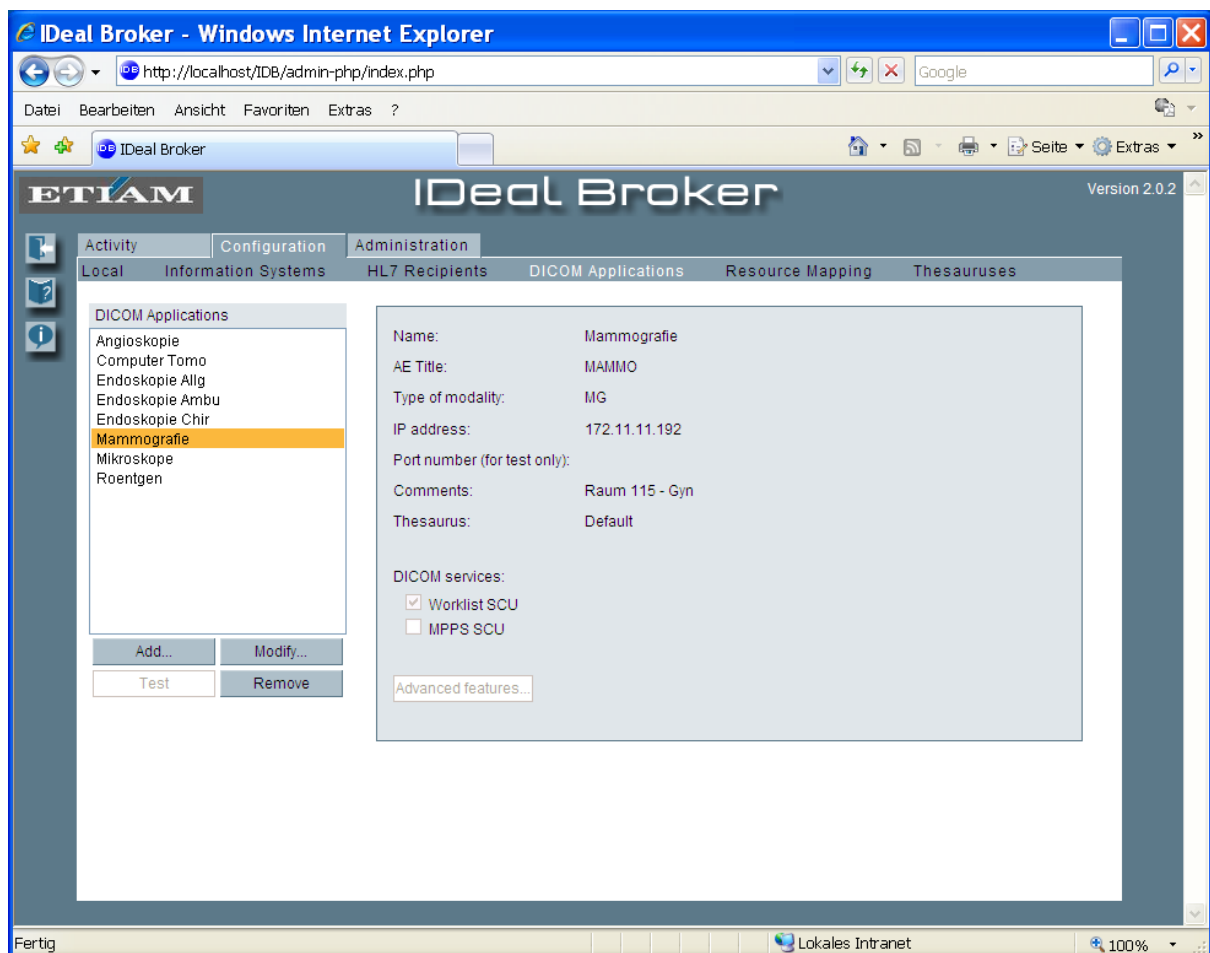 IDeal Broker - Windows Internet Explorer
IDB http://localhost/IDB/admin-php/index.php Google
Datei Bearbeiten Ansicht Favoriten Extras ?
IDB IDeal Broker Seite Extras »
ETIAM IDeal Broker Version 2.0.2
Activity Configuration Administration
Local Information Systems HL7 Recipients DICOM Applications Resource Mapping Thesauruses
DICOM Applications
Angioskopie
Computer Tomo
Endoskopie Allg
Endoskopie Ambu
Endoskopie Chir
Mammografie
Mikroskope
Roentgen
Add... Modify...
Test Remove
Name: Mammografie
AE Title: MAMMO
Type of modality: MG
IP address: 172.11.11.192
Port number (for test only):
Comments: Raum 115 - Gyn
Thesaurus: Default
DICOM services:
Worklist SCU
MPPS SCU
Advanced features...
Fertig Lokales Intranet 100%